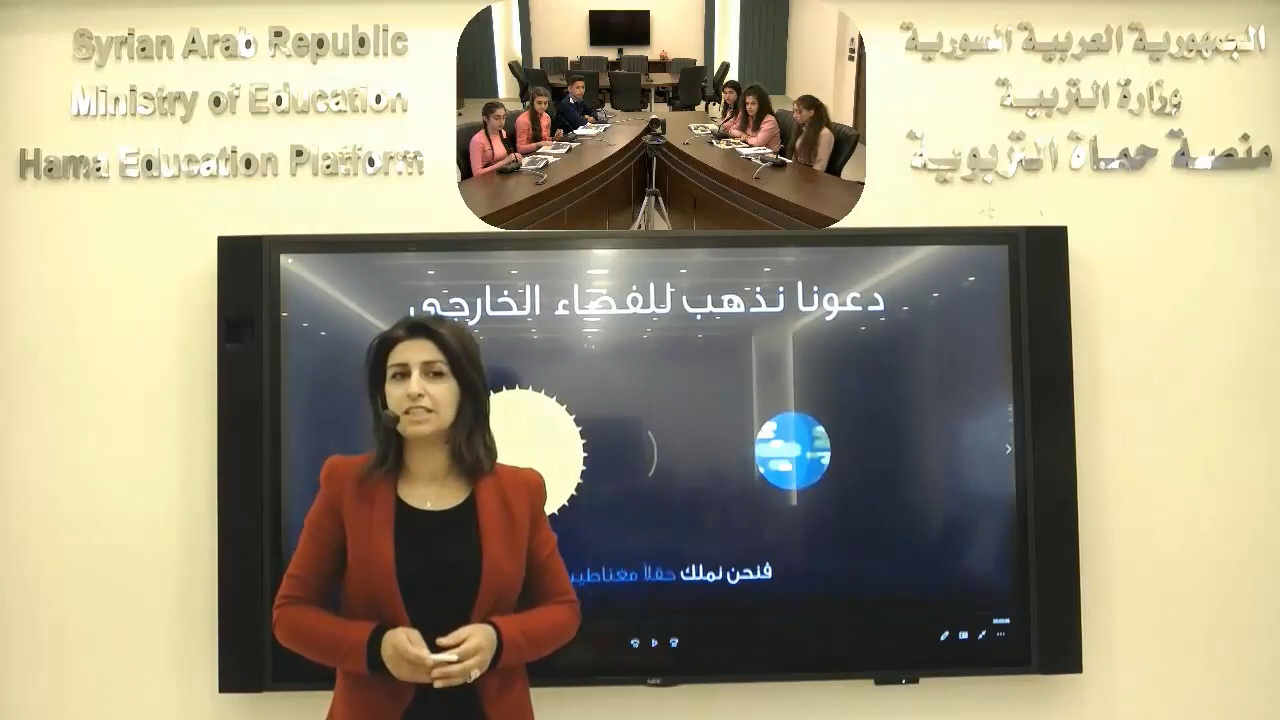 Syrian Arab Republic
Ministry of Education
Hama Education Platform
الجمهورية العربية السورية
وزارة التربية
منصة حماة التربوية
دعونا نذهب للفضاء الخارجي
فنحن نملك حقلا